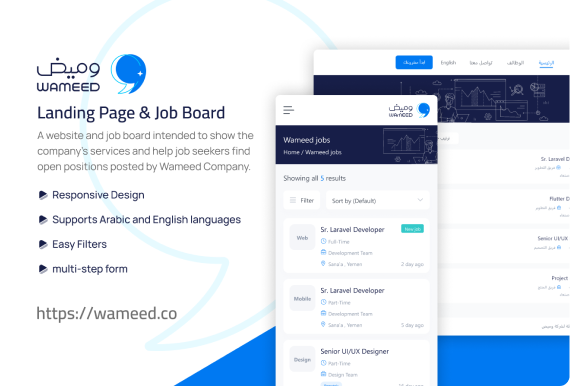 وميض
WAMEED
Landing Page & Job Board
A website and job board intended to show the
company's services and help job seekers find
open positions posted by Wameed Company.
Responsive Design
Supports Arabic and English languages
Easy Filters
multi-step form
https://wameed.co
وميض
WAMEED
Wameed jobs
Home / Wameed jobs
Showing all 5 results
Filter
Sort by (Default)
Web
Sr. Laravel Developer
New job
Full-Time
Development Team
Sana'a , Yemen
2 day ago
Mobile
Sr. Laravel Developer
Part-Time
Development Team
Sana'a , Yemen
5 day ago
Design
Senior UI/UX Designer
Part-Time
Design Team
الرئيسية
الوظائف
تواصل معنا
English
ابدأ مشروعك
Sr. Laravel D
Flutter D
Senior UI/UX
Project